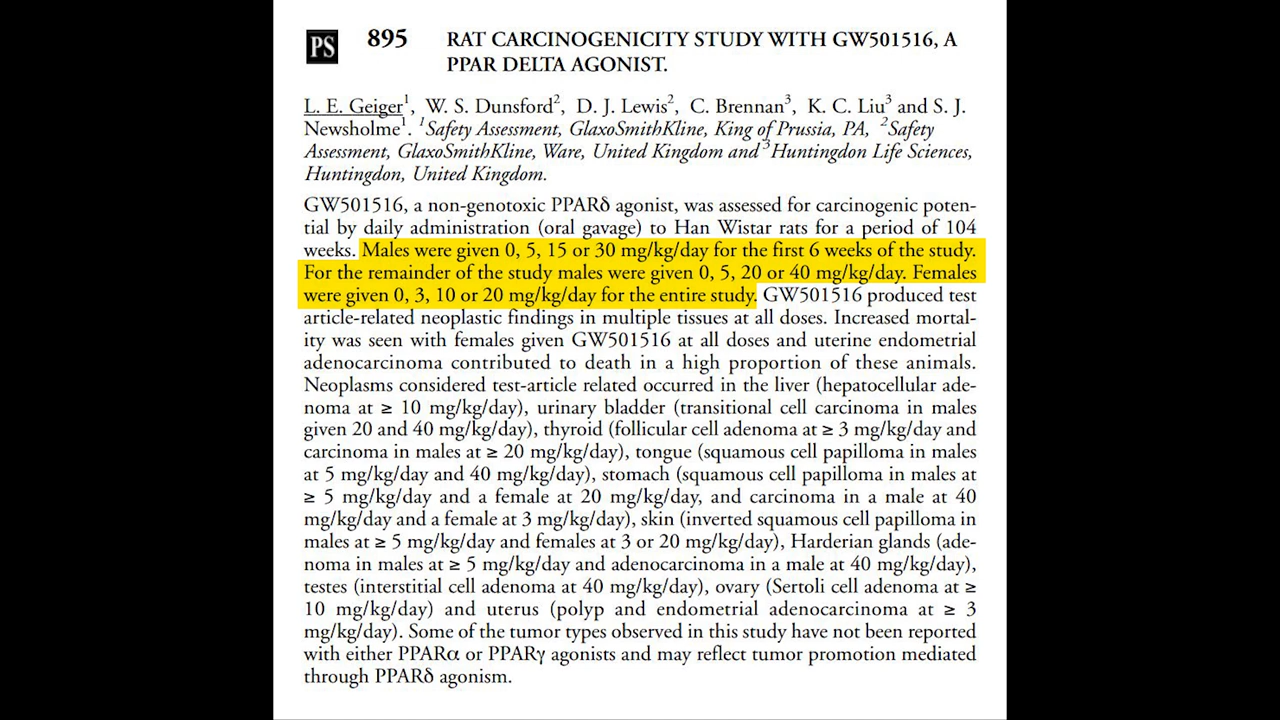 PS 895 RAT CARCINOGENICITY STUDY WITH GW501516, A
PPAR DELTA AGONIST.
L. E. Geiger1, W. S. Dunsford2, D. J. Lewis2, C. Brennan3, K. C. Liu3 and S. J.
Newsholme1. 1Safety Assessment, GlaxoSmithKline, King of Prussia, PA, 2Safety
Assessment, GlaxoSmithKline, Ware, United Kingdom and 3Huntingdon Life Sciences,
Huntingdon, United Kingdom.
GW501516, a non-genotoxic PPARδ agonist, was assessed for carcinogenic poten-
tial by daily administration (oral gavage) to Han Wistar rats for a period of 104
weeks. Males were given 0, 5, 15 or 30 mg/kg/day for the first 6 weeks of the study.
For the remainder of the study males were given 0, 5, 20 or 40 mg/kg/day. Females
were given 0, 3, 10 or 20 mg/kg/day for the entire study. GW501516 produced test
article-related neoplastic findings in multiple tissues at all doses. Increased mortal-
ity was seen with females given GW501516 at all doses and uterine endometrial
adenocarcinoma contributed to death in a high proportion of these animals.
Neoplasms considered test-article related occurred in the liver (hepatocellular ade-
noma at ≥ 10 mg/kg/day), urinary bladder (transitional cell carcinoma in males
given 20 and 40 mg/kg/day), thyroid (follicular cell adenoma at ≥ 3 mg/kg/day and
carcinoma in males at ≥ 20 mg/kg/day), tongue (squamous cell papilloma in males
at 5 mg/kg/day and 40 mg/kg/day), stomach (squamous cell papilloma in males at
≥ 5 mg/kg/day and a female at 20 mg/kg/day, and carcinoma in a male at 40
mg/kg/day and a female at 3 mg/kg/day), skin (inverted squamous cell papilloma in
males at ≥ 5 mg/kg/day and females at 3 or 20 mg/kg/day), Harderian glands (ade-
noma in males at ≥ 5 mg/kg/day and adenocarcinoma in a male at 40 mg/kg/day),
testes (interstitial cell adenoma at 40 mg/kg/day), ovary (Sertoli cell adenoma at ≥
10 mg/kg/day) and uterus (polyp and endometrial adenocarcinoma at ≥ 3
mg/kg/day). Some of the tumor types observed in this study have not been reported
with either PPARα or PPARγ agonists and may reflect tumor promotion mediated
through PPARδ agonism.